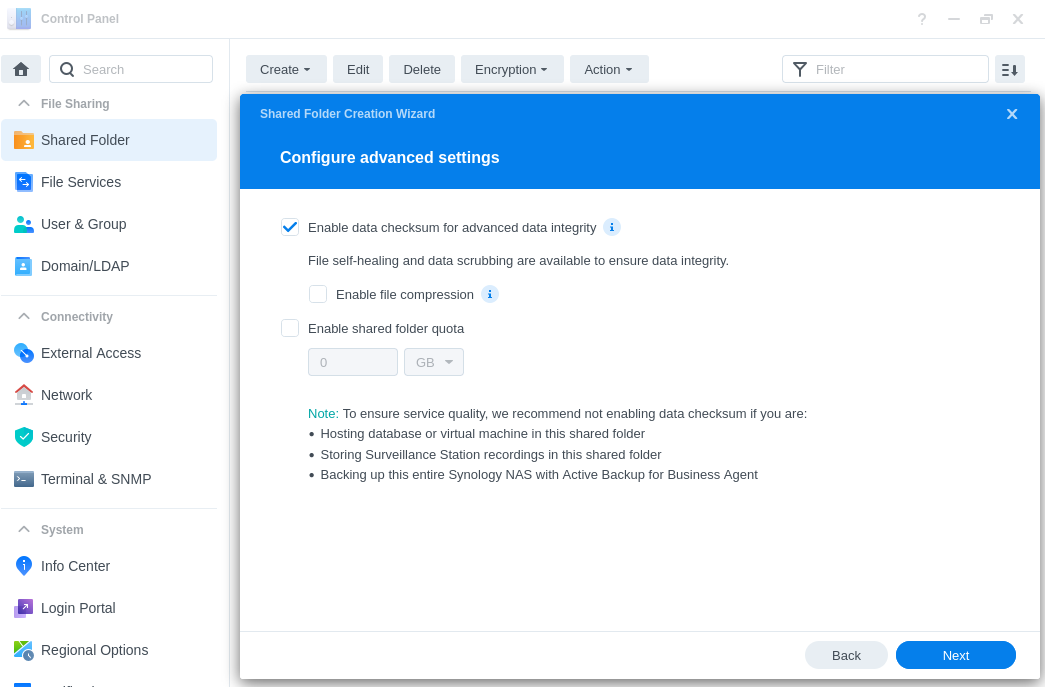 Control Panel
?
Search
File Sharing
Shared Folder
File Services
User & Group
Domain/LDAP
Connectivity
External Access
Network
Security
Terminal & SNMP
System
Info Center
Login Portal
Regional Options
Create
Edit
Delete
Encryption
Action
Filter
Shared Folder Creation Wizard
Configure advanced settings
Enable data checksum for advanced data integrity
File self-healing and data scrubbing are available to ensure data integrity.
Enable file compression
Enable shared folder quota
0 GB
Note: To ensure service quality, we recommend not enabling data checksum if you are:
• Hosting database or virtual machine in this shared folder
• Storing Surveillance Station recordings in this shared folder
• Backing up this entire Synology NAS with Active Backup for Business Agent
Back
Next